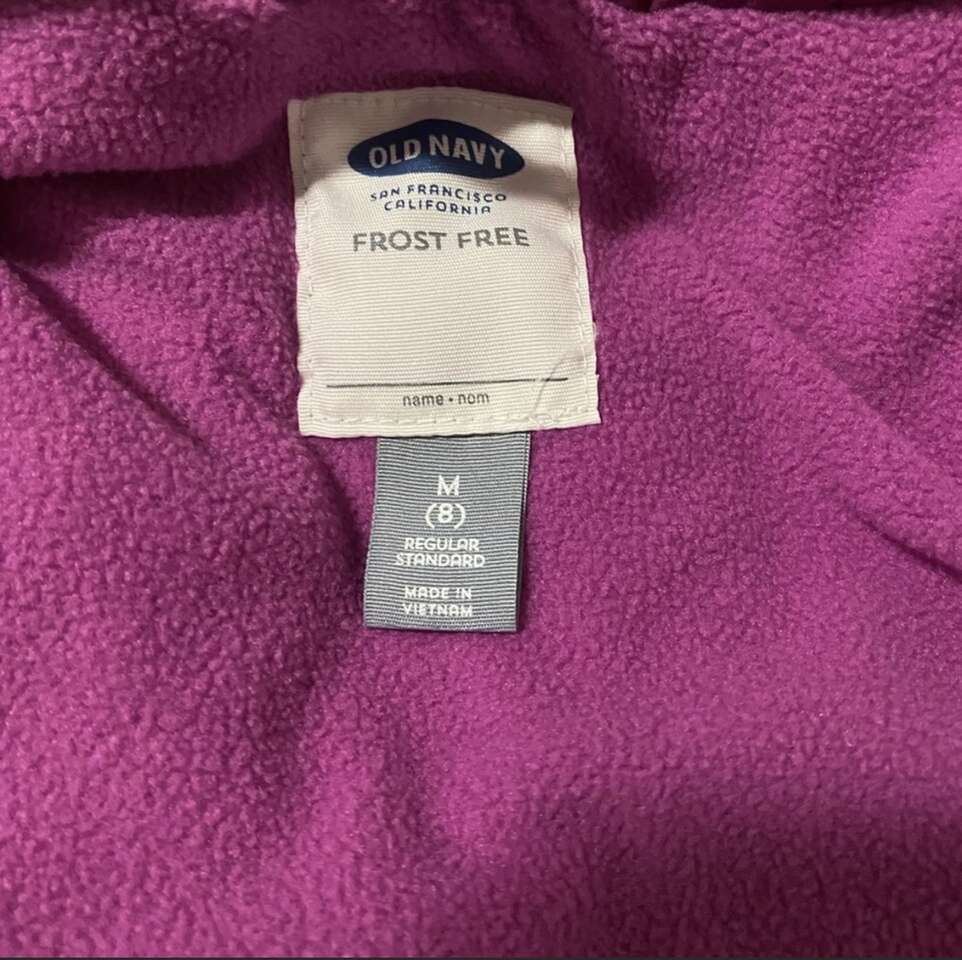 OLD NAVY
SAN FRANCISCO
CALIFORNIA
FROST FREE
name • nom
M
(8)
REGULAR
STANDARD
MADE IN
VIETNAM